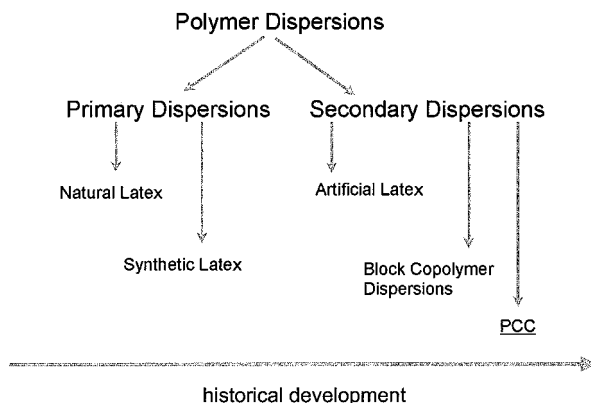 Polymer Dispersions
Primary Dispersions
Secondary Dispersions
Natural Latex
Artificial Latex
Synthetic Latex
Block Copolymer
Dispersions
PCC
historical development